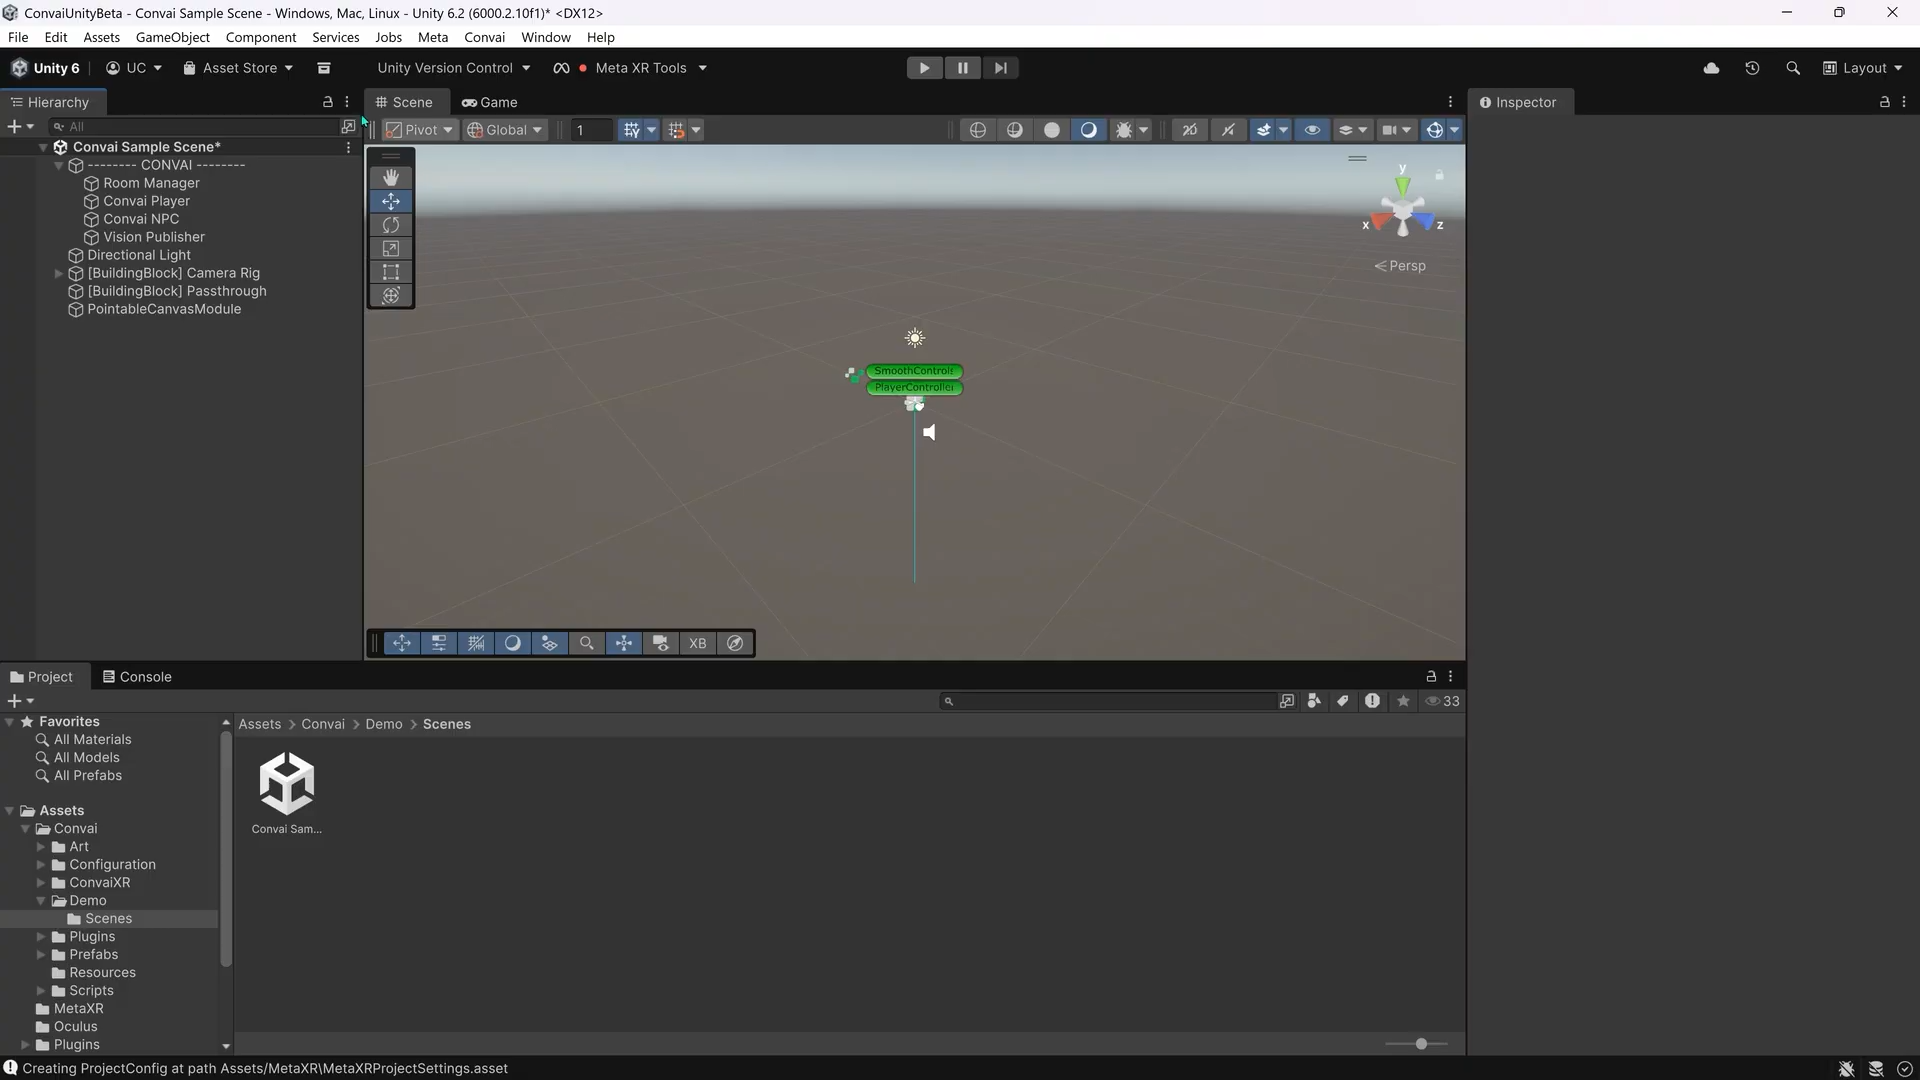 ConvaiUnityBeta - Convai Sample Scene - Windows, Mac, Linux - Unity 6.2 (6000.2.10f1)* <DX12>
File Edit Assets GameObject Component Services Jobs Meta Convai Window Help
Unity 6 UC Asset Store Unity Version Control Meta XR Tools Layout
Hierarchy
Scene Game
Inspector
All
Pivot Global 1
2D
Convai Sample Scene*
-------- CONVAI --------
Room Manager
Convai Player
Convai NPC
Vision Publisher
Directional Light
[BuildingBlock] Camera Rig
[BuildingBlock] Passthrough
PointableCanvasModule
y
x z
Persp
SmoothControls
PlayerController
XB
Project Console
33
Favorites
All Materials
All Models
All Prefabs
Assets
Convai
Art
Configuration
ConvaiXR
Demo
Scenes
Plugins
Prefabs
Resources
Scripts
MetaXR
Oculus
Plugins
Assets > Convai > Demo > Scenes
Convai Sam...
Creating ProjectConfig at path Assets/MetaXR\MetaXRProjectSettings.asset